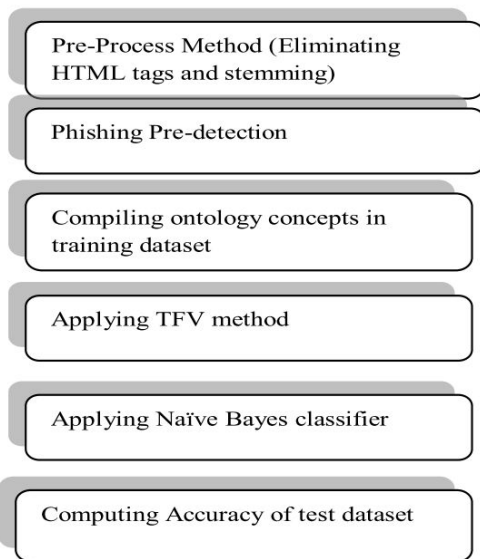 Pre-Process Method (Eliminating
HTML tags and stemming)
Phishing Pre-detection
Compiling ontology concepts in
training dataset
Applying TFV method
Applying Naïve Bayes classifier
Computing Accuracy of test dataset